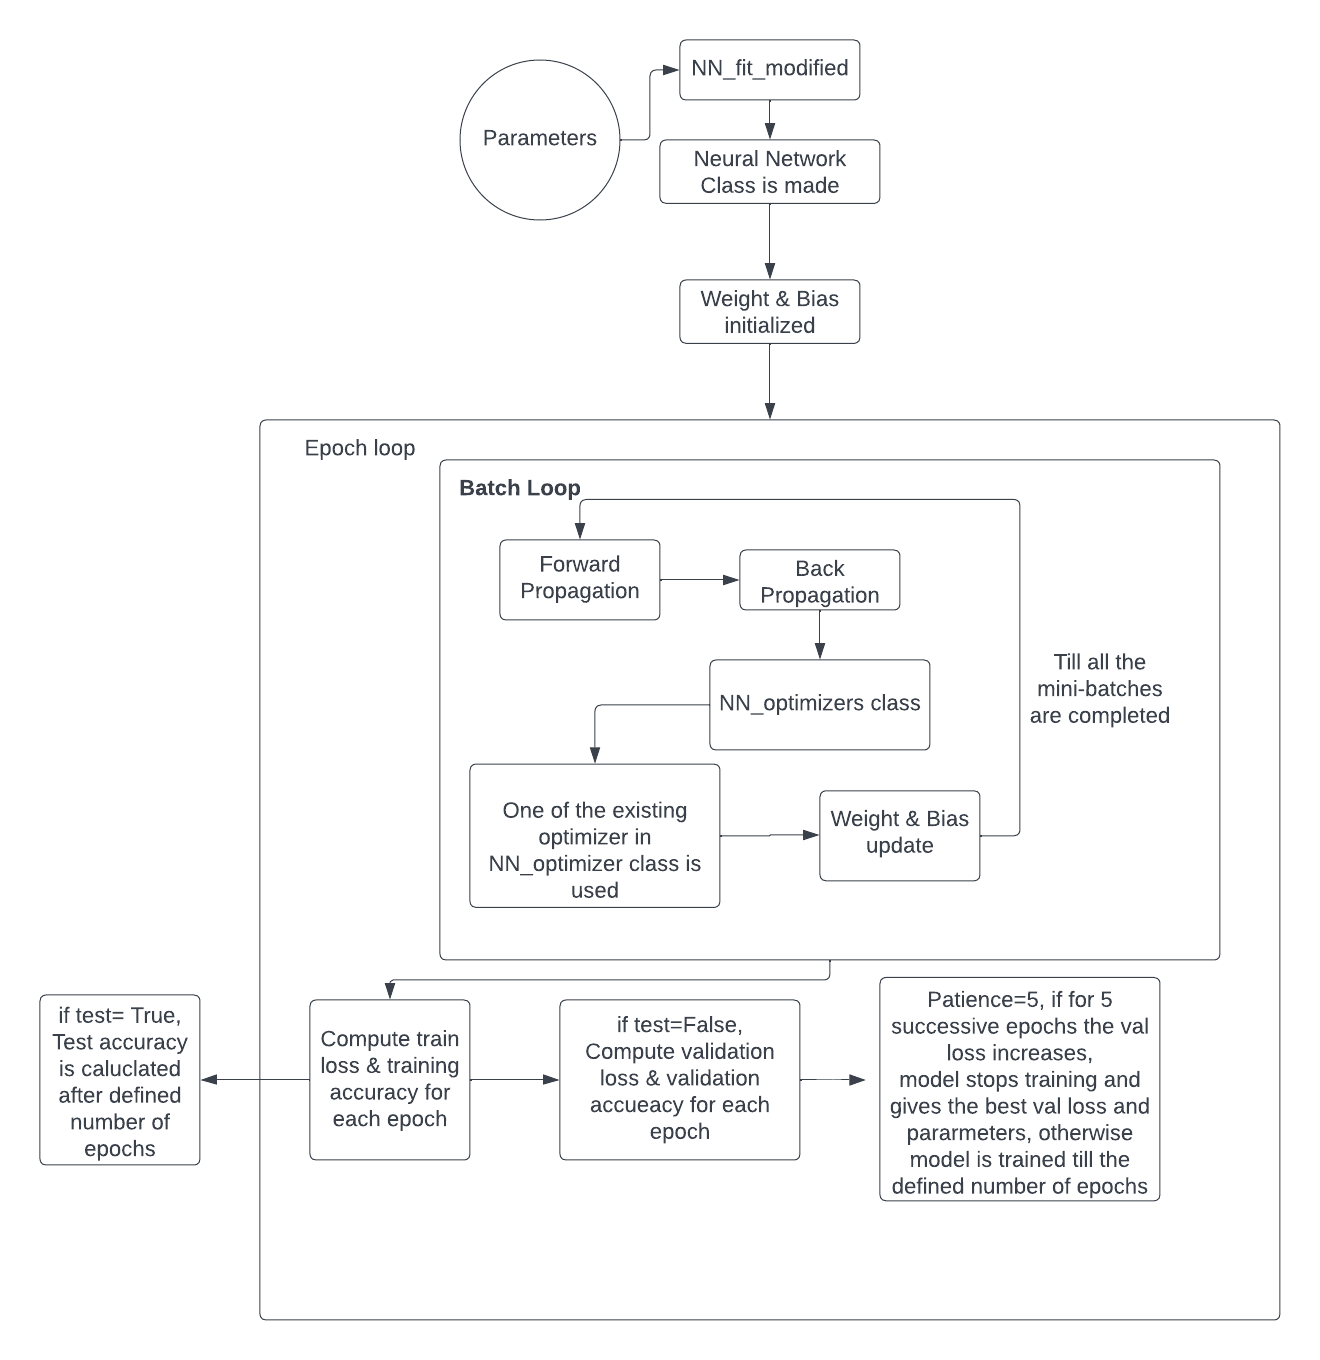 NN_fit_modified
Parameters
Neural Network
Class is made
Weight & Bias
initialized
Epoch loop
Batch Loop
Forward
Propagation
Back
Propagation
NN_optimizers class
Till all the
mini-batches
are completed
One of the existing
optimizer in
NN_optimizer class is
used
Weight & Bias
update
if test= True,
Test accuracy
is caluclated
after defined
number of
epochs
Compute train
loss & training
accuracy for
each epoch
if test=False,
Compute validation
loss & validation
accueacy for each
epoch
Patience=5, if for 5
successive epochs the val
loss increases,
model stops training and
gives the best val loss and
pararmeters, otherwise
model is trained till the
defined number of epochs